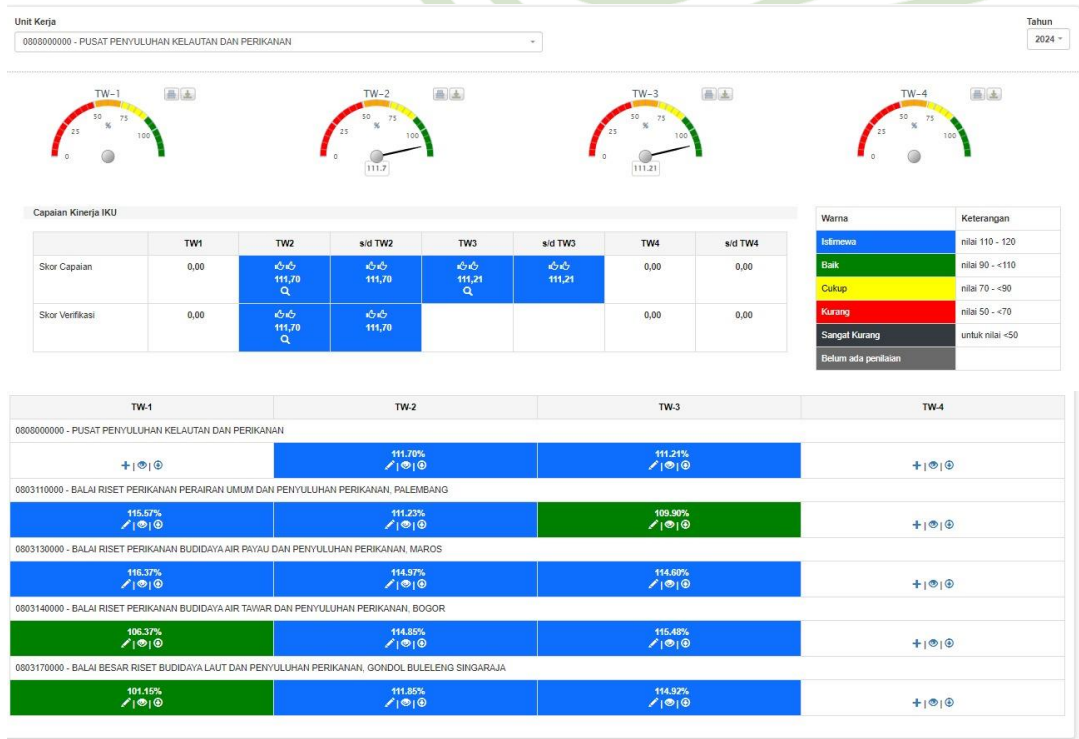 Unit Kerja
Tahun
0808000000 - PUSAT PENYULUHAN KELAUTAN DAN PERIKANAN
2024
TW-1
TW-2
TW-3
TW-4
0 25 50 75 100
%
0 25 50 75 100
%
111.7
0 25 50 75 100
%
111.21
0 25 50 75 100
%
Capaian Kinerja IKU
TW1 TW2 s/d TW2 TW3 s/d TW3 TW4 s/d TW4
Skor Capaian 0,00 111,70 111,70 111,21 111,21 0,00 0,00
Skor Verifikasi 0,00 111,70 111,70 0,00 0,00
Warna Keterangan
Istimewa nilai 110 - 120
Baik nilai 90 - <110
Cukup nilai 70 - <90
Kurang nilai 50 - <70
Sangat Kurang untuk nilai <50
Belum ada penilaian
TW-1 TW-2 TW-3 TW-4
0808000000 - PUSAT PENYULUHAN KELAUTAN DAN PERIKANAN
111.70% 111.21%
0803110000 - BALAI RISET PERIKANAN PERAIRAN UMUM DAN PENYULUHAN PERIKANAN, PALEMBANG
115.57% 111.23% 109.90%
0803130000 - BALAI RISET PERIKANAN BUDIDAYA AIR PAYAU DAN PENYULUHAN PERIKANAN, MAROS
116.37% 114.97% 114.60%
0803140000 - BALAI RISET PERIKANAN BUDIDAYA AIR TAWAR DAN PENYULUHAN PERIKANAN, BOGOR
106.37% 114.85% 115.48%
0803170000 - BALAI BESAR RISET BUDIDAYA LAUT DAN PENYULUHAN PERIKANAN, GONDOL BULELENG SINGARAJA
101.15% 111.85% 114.92%